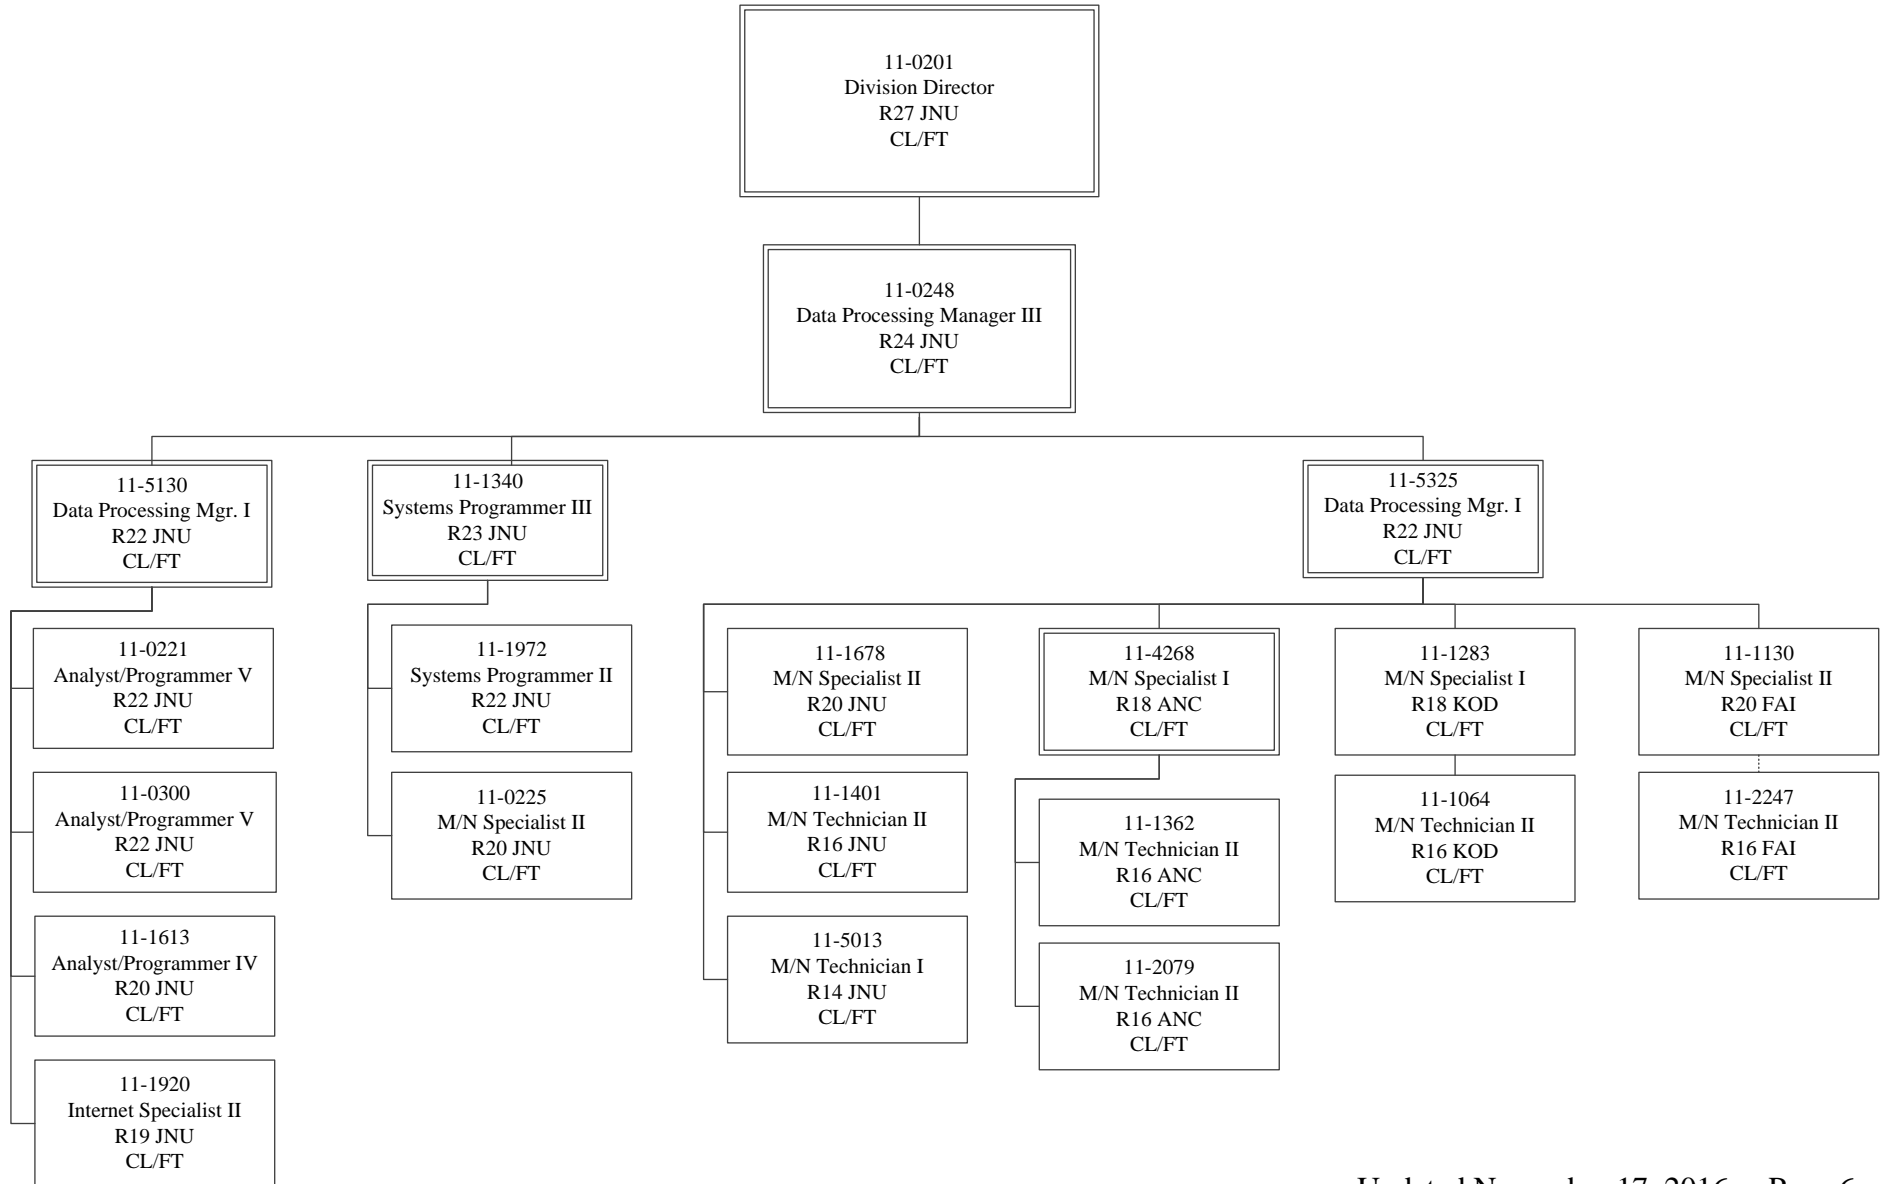 11-0201
Division Director
R27 JNU
CL/FT
11-0248
Data Processing Manager III
R24 JNU
CL/FT
11-5130
Data Processing Mgr. I
R22 JNU
CL/FT
11-1340
Systems Programmer III
R23 JNU
CL/FT
11-5325
Data Processing Mgr. I
R22 JNU
CL/FT
11-0221
Analyst/Programmer V
R22 JNU
CL/FT
11-0300
Analyst/Programmer V
R22 JNU
CL/FT
11-1613
Analyst/Programmer IV
R20 JNU
CL/FT
11-1920
Internet Specialist II
R19 JNU
CL/FT
11-1972
Systems Programmer II
R22 JNU
CL/FT
11-0225
M/N Specialist II
R20 JNU
CL/FT
11-1678
M/N Specialist II
R20 JNU
CL/FT
11-1401
M/N Technician II
R16 JNU
CL/FT
11-5013
M/N Technician I
R14 JNU
CL/FT
11-4268
M/N Specialist I
R18 ANC
CL/FT
11-1362
M/N Technician II
R16 ANC
CL/FT
11-2079
M/N Technician II
R16 ANC
CL/FT
11-1283
M/N Specialist I
R18 KOD
CL/FT
11-1064
M/N Technician II
R16 KOD
CL/FT
11-1130
M/N Specialist II
R20 FAI
CL/FT
11-2247
M/N Technician II
R16 FAI
CL/FT
Updated November 17, 2016